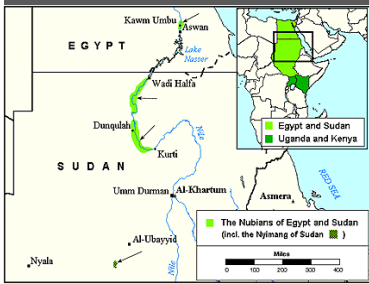 Kawm Umbu
Aswan
EGYPT
Lake
Nasser
Wadi Halfa
Dunqulah
Nile
Kurti
SUDAN
RED SEA
Umm Durman
Al-Khartum
Asmera
Al-Ubayyid
Nyala
Nile
Egypt and Sudan
Uganda and Kenya
The Nubians of Egypt and Sudan
(incl. the Nyimang of Sudan )
Miles
0 100 200 300 400